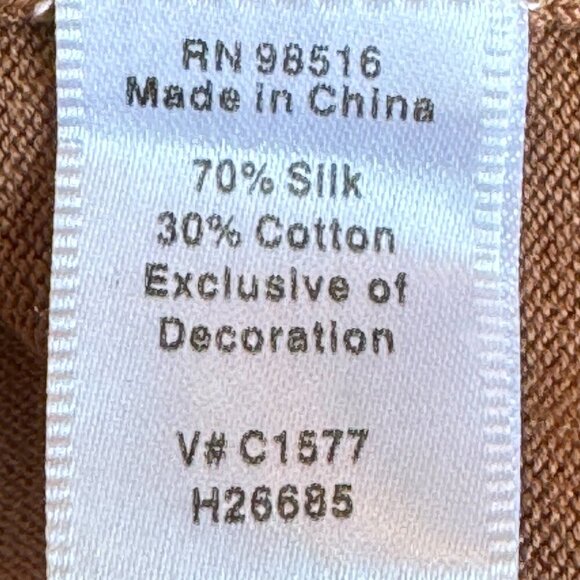 RN 98516
Made in China
70% Silk
30% Cotton
Exclusive of
Decoration
V# C1577
H26685